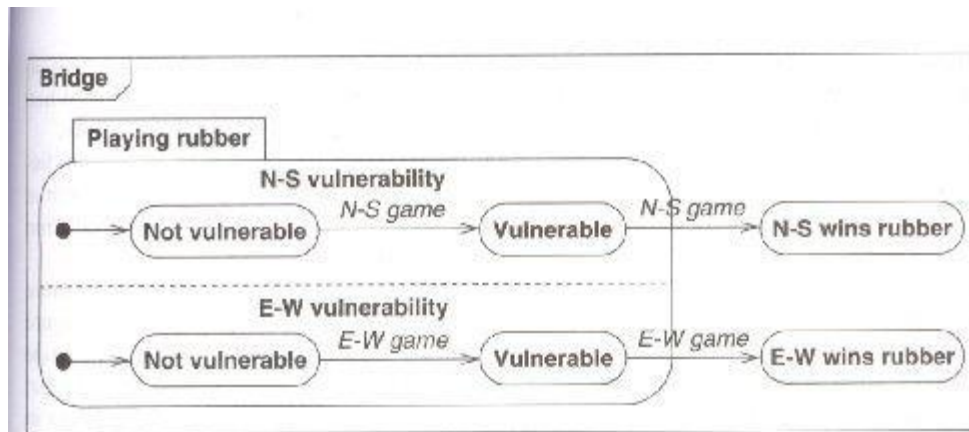 Bridge
Playing rubber
N-S vulnerability
N-S game
N-S game
Not vulnerable
Vulnerable
N-S wins rubber
E-W vulnerability
E-W game
E-W game
Not vulnerable
Vulnerable
E-W wins rubber